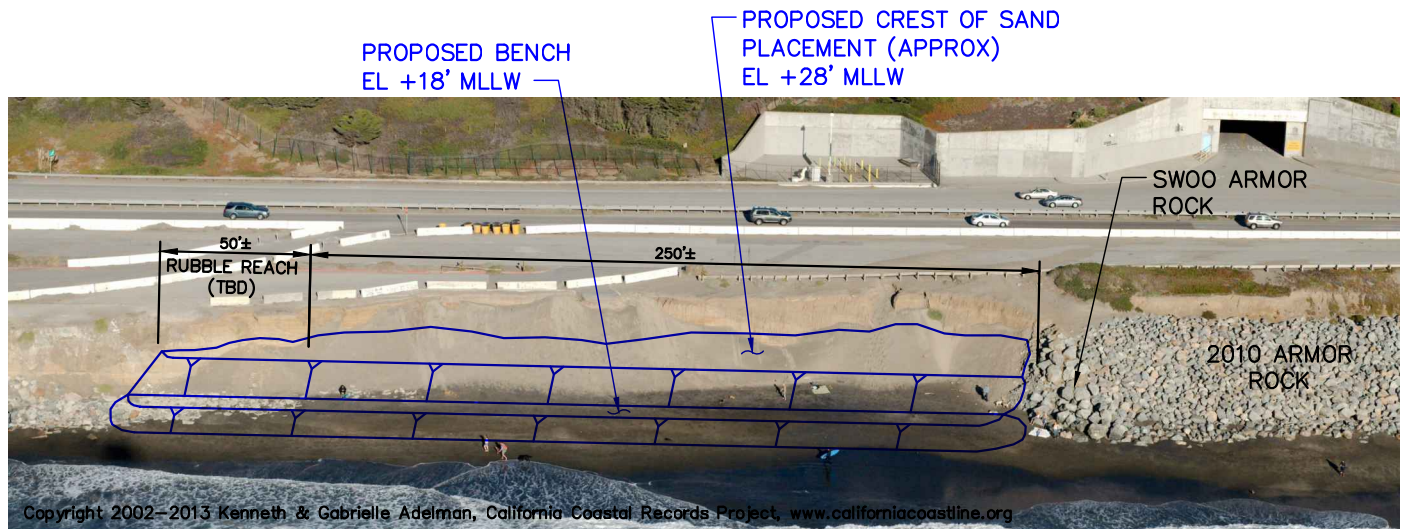 PROPOSED CREST OF SAND
PLACEMENT (APPROX)
EL +28' MLLW
PROPOSED BENCH
EL +18' MLLW
SWOO ARMOR
ROCK
50'±
RUBBLE REACH
(TBD)
250'±
2010 ARMOR
ROCK
Copyright 2002-2013 Kenneth & Gabrielle Adelman, California Coastal Records Project, www.californiacoastline.org